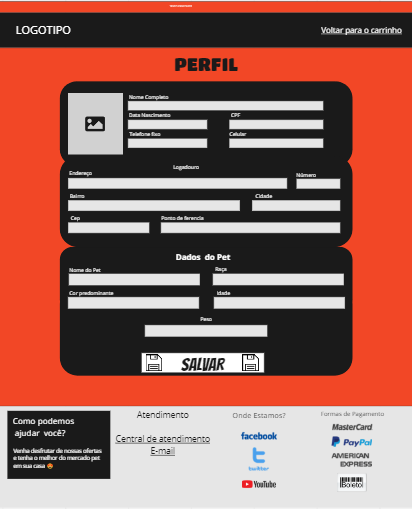 LOGOTIPO
Voltar para o carrinho
PERFIL
Nome Completo
Data Nascimento
CPF
Telefone fixo
Celular
Logadouro
Endereço
Número
Bairro
Cidade
Cep
Ponto de ferencia
Dados do Pet
Nome do Pet
Raça
Cor predominante
Idade
Peso
SALVAR
Como podemos
ajudar você?
Venha desfrutar de nossas ofertas
e tenha o melhor do mercado pet
em sua casa 😍
Atendimento
Central de atendimento
E-mail
Onde Estamos?
facebook
twitter
YouTube
Formas de Pagamento
MasterCard
PayPal
AMERICAN
EXPRESS
Boleto!